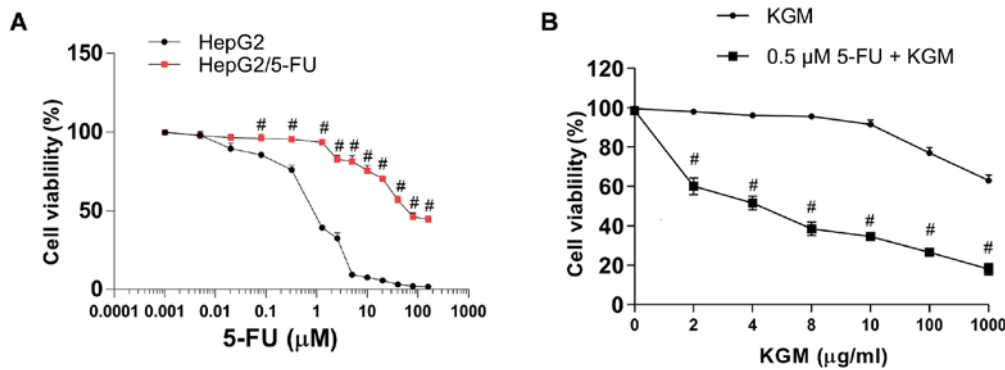 A
HepG2
HepG2/5-FU
Cell viablility (%)
150
100
50
0
# # # # # # # # # #
0.0001 0.001 0.01 0.1 1 10 100 1000
5-FU (μM)
B
KGM
0.5 μM 5-FU + KGM
Cell viability (%)
120
100
80
60
40
20
0
# # # # # #
0 2 4 8 10 100 1000
KGM (μg/ml)